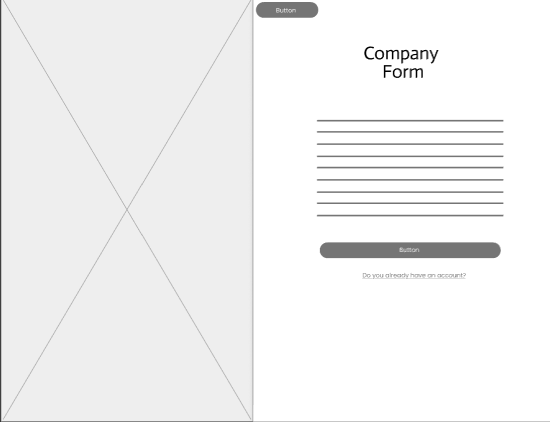 Button
Company
Form
Button
Do you already have an account?